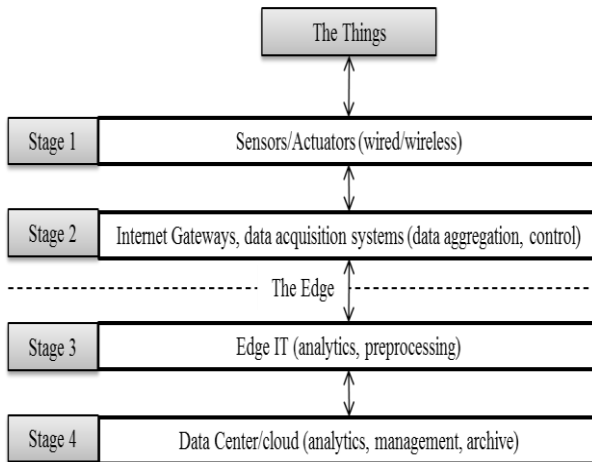 The Things
Stage 1
Sensors/Actuators (wired/wireless)
Stage 2
Internet Gateways, data acquisition systems (data aggregation, control)
The Edge
Stage 3
Edge IT (analytics, preprocessing)
Stage 4
Data Center/cloud (analytics, management, archive)